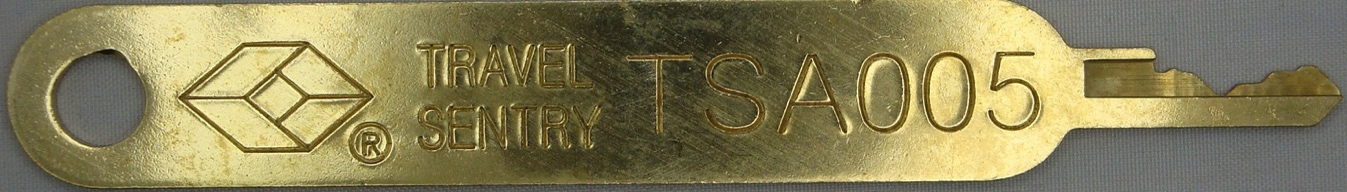 TRAVEL
SENTRY
TSA005
®